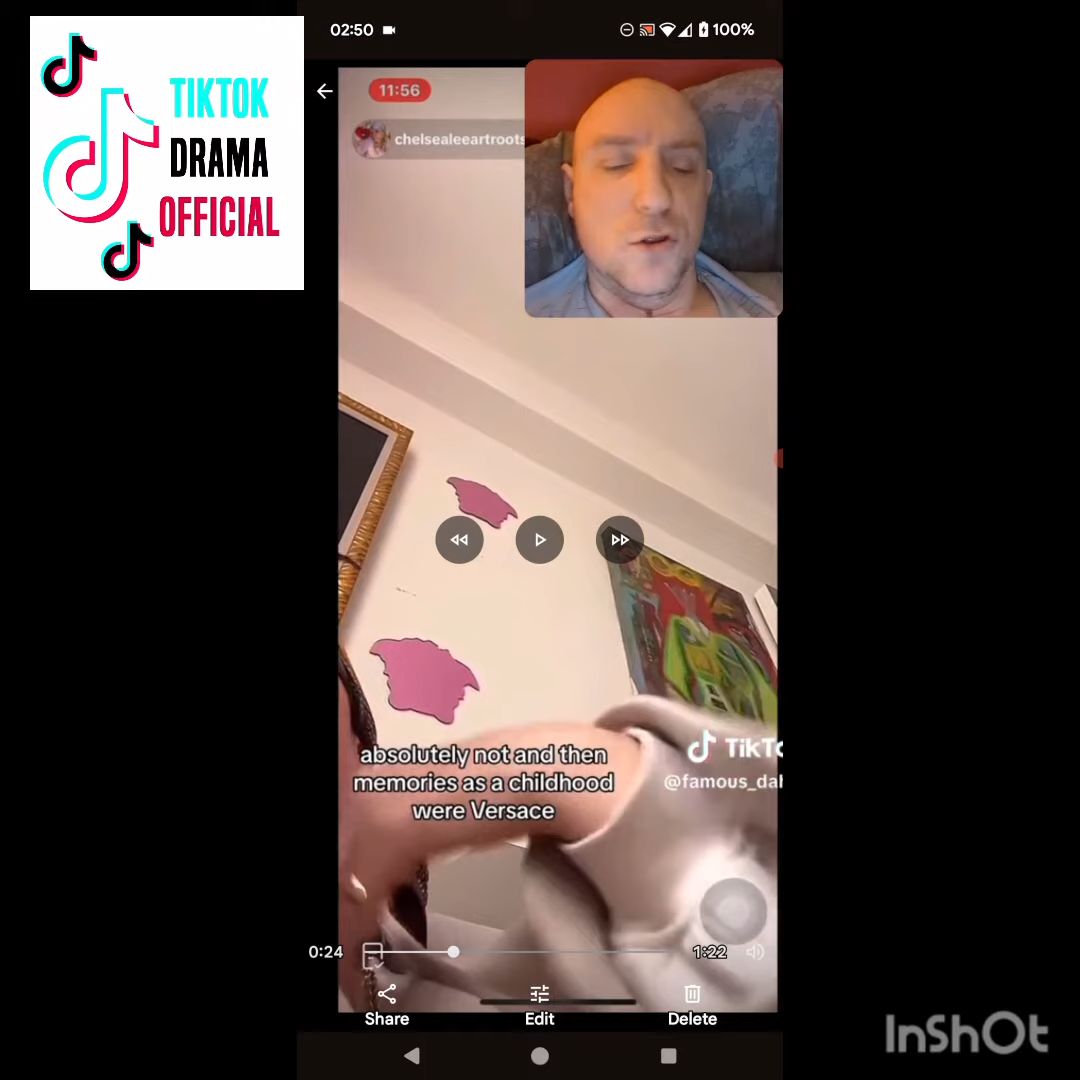 TIKTOK
DRAMA
OFFICIAL
02:50
100%
11:56
chelsealeeartroots
absolutely not and then
memories as a childhood
were Versace
TikTo
@famous_dah
0:24
1:22
Share
Edit
Delete
InShOt